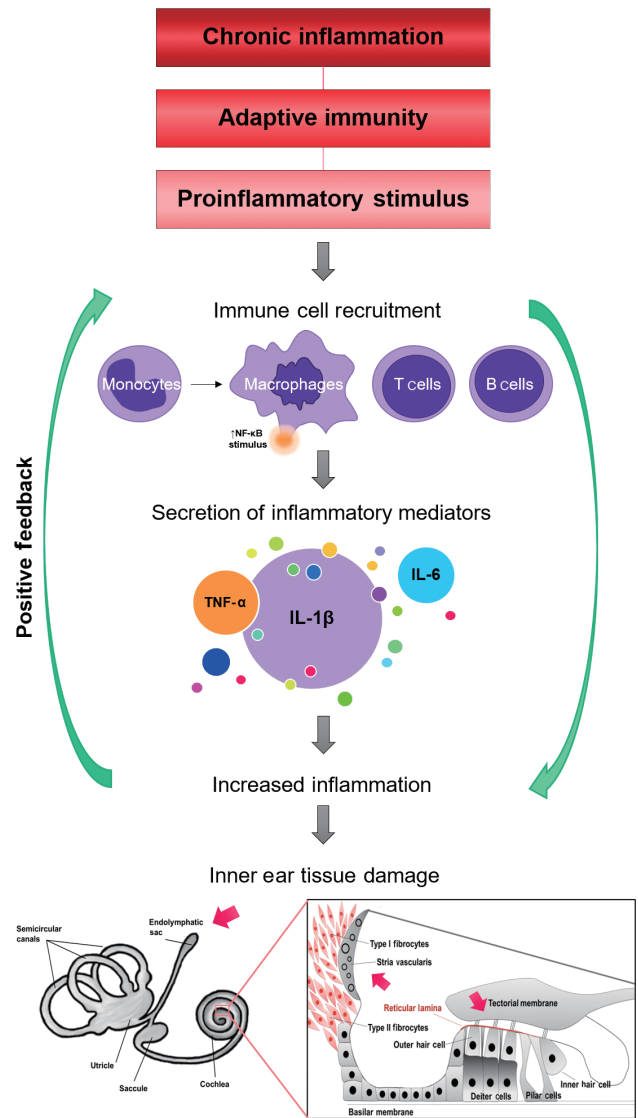 Chronic inflammation
Adaptive immunity
Proinflammatory stimulus
Immune cell recruitment
Monocytes
Macrophages
T cells
B cells
↑NF-κB
stimulus
Positive feedback
Secretion of inflammatory mediators
TNF-α
IL-1β
IL-6
Increased inflammation
Inner ear tissue damage
Semicircular
canals
Endolymphatic
sac
Utricle
Saccule
Cochlea
Type I fibrocytes
Stria vascularis
Reticular lamina
Tectorial membrane
Type II fibrocytes
Outer hair cell
Inner hair cell
Deiter cells
Pilar cells
Basilar membrane